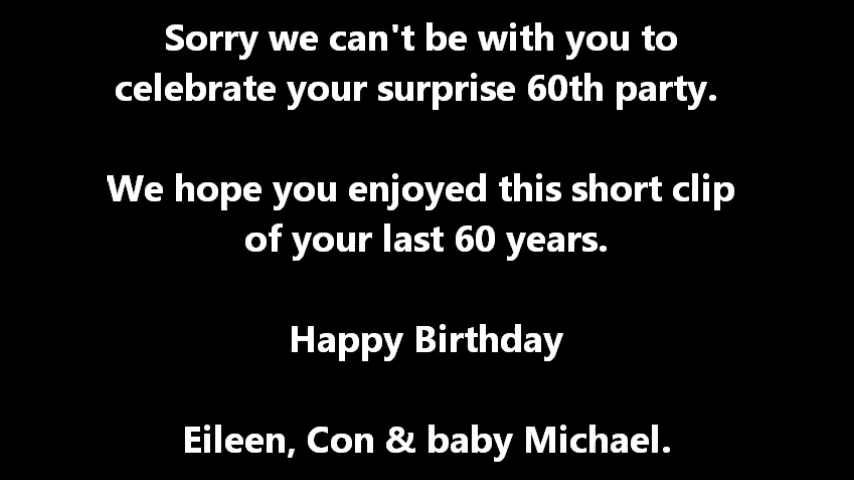 Sorry we can't be with you to
celebrate your surprise 60th party.
We hope you enjoyed this short clip
of your last 60 years.
Happy Birthday
Eileen, Con & baby Michael.